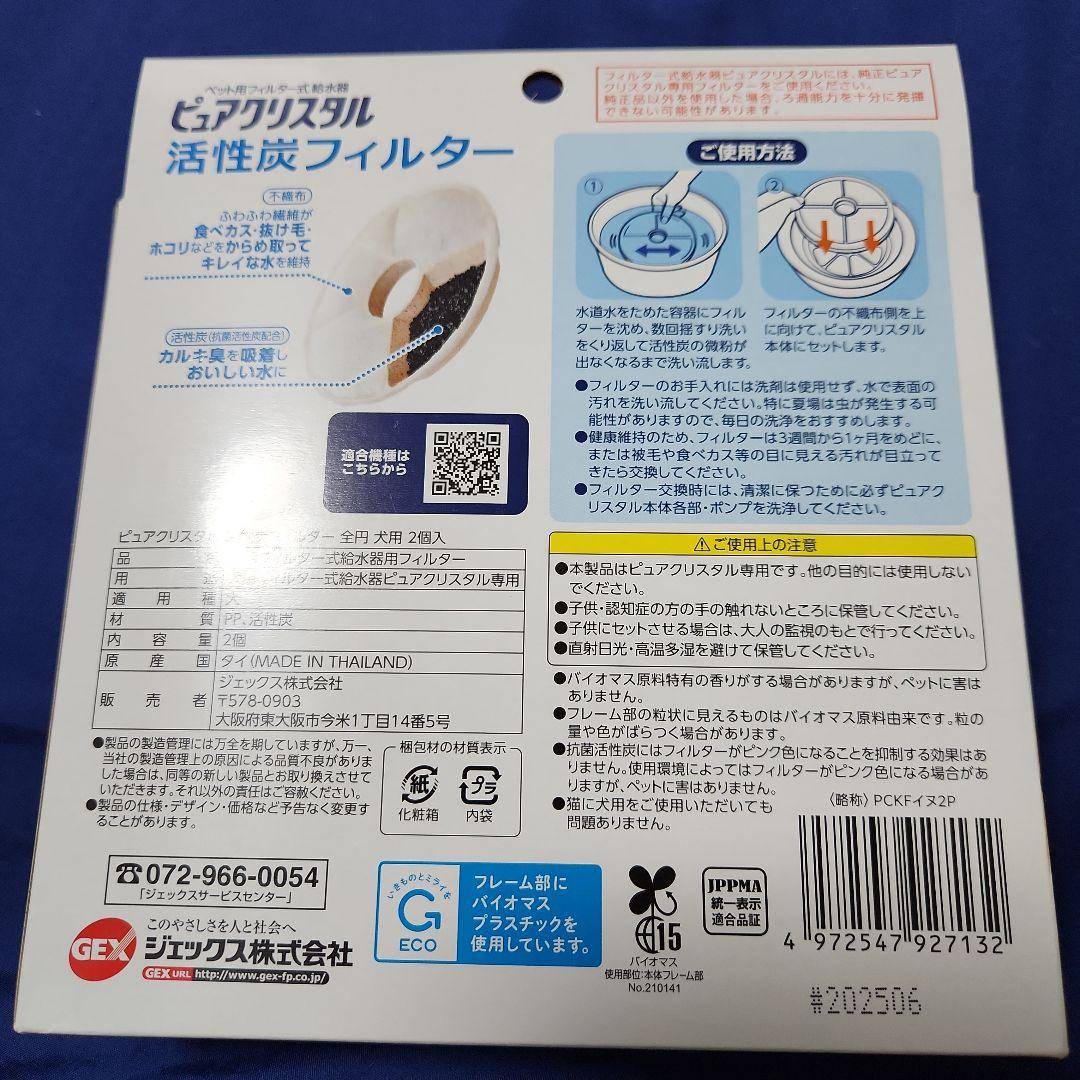 ペット用フィルター式給水器
ピュアクリスタル
活性炭フィルター
不織布
ふわふわ繊維が
食べカス・抜け毛・
ホコリなどをからめ取って
キレイな水を維持
活性炭(抗菌活性炭配合)
カルキ臭を吸着し
おいしい水に
適合機種は
こちらから
フィルター式給水器ピュアクリスタルには、純正ピュア
クリスタル専用フィルターをご使用ください。
純正品以外を使用した場合、ろ過能力を十分に発揮
できない可能性があります。
ご使用方法
①
②
水道水をためた容器にフィル
ターを沈め、数回揺すり洗い
をくり返して活性炭の微粉が
出なくなるまで洗い流します。
フィルターの不織布側を上
に向けて、ピュアクリスタル
本体にセットします。
●フィルターのお手入れには洗剤は使用せず、水で表面の
汚れを洗い流してください。特に夏場は虫が発生する可
能性がありますので、毎日の洗浄をおすすめします。
●健康維持のため、フィルターは3週間から1ヶ月をめどに、
または被毛や食べカス等の目に見える汚れが目立って
きたら交換してください。
●フィルター交換時には、清潔に保つために必ずピュアク
リスタル本体各部・ポンプを洗浄してください。
ピュアクリスタル フィルター 全円 犬用 2個入
品 フィルター式給水器用フィルター
用 フィルター式給水器ピュアクリスタル専用
適用種 犬
材質 PP、活性炭
内容量 2個
原産国 タイ(MADE IN THAILAND)
販売者 ジェックス株式会社
〒578-0903
大阪府東大阪市今米1丁目14番5号
●製品の製造管理には万全を期していますが、万一、
当社の製造管理上の原因による品質不良がありま
した場合は、同等の新しい製品とお取り換えさせて
いただきます。それ以外の責任はご容赦ください。
●製品の仕様・デザイン・価格など予告なく変更す
ることがあります。
梱包材の材質表示
紙
化粧箱
プラ
内袋
⚠ご使用上の注意
●本製品はピュアクリスタル専用です。他の目的には使用しない
でください。
●子供・認知症の方の手の触れないところに保管してください。
●子供にセットさせる場合は、大人の監視のもとで行ってください。
●直射日光・高温多湿を避けて保管してください。
●バイオマス原料特有の香りがする場合がありますが、ペットに害は
ありません。
●フレーム部の粒状に見えるものはバイオマス原料由来です。粒の
量や色がばらつく場合があります。
●抗菌活性炭にはフィルターがピンク色になることを抑制する効果はあ
りません。使用環境によってはフィルターがピンク色になる場合があ
りますが、ペットに害はありません。
●猫に犬用をご使用いただいても
問題ありません。
〈略称〉PCKFイヌ2P
☎072-966-0054
「ジェックスサービスセンター」
このやさしさを人と社会へ
GEX ジェックス株式会社
GEX URL http://www.gex-fp.co.jp/
いきものとミライを
G
ECO
フレーム部に
バイオマス
プラスチックを
使用しています。
15
バイオマス
使用部位:本体フレーム部
No.210141
JPPMA
統一表示
適合品証
4 972547 927132
#202506